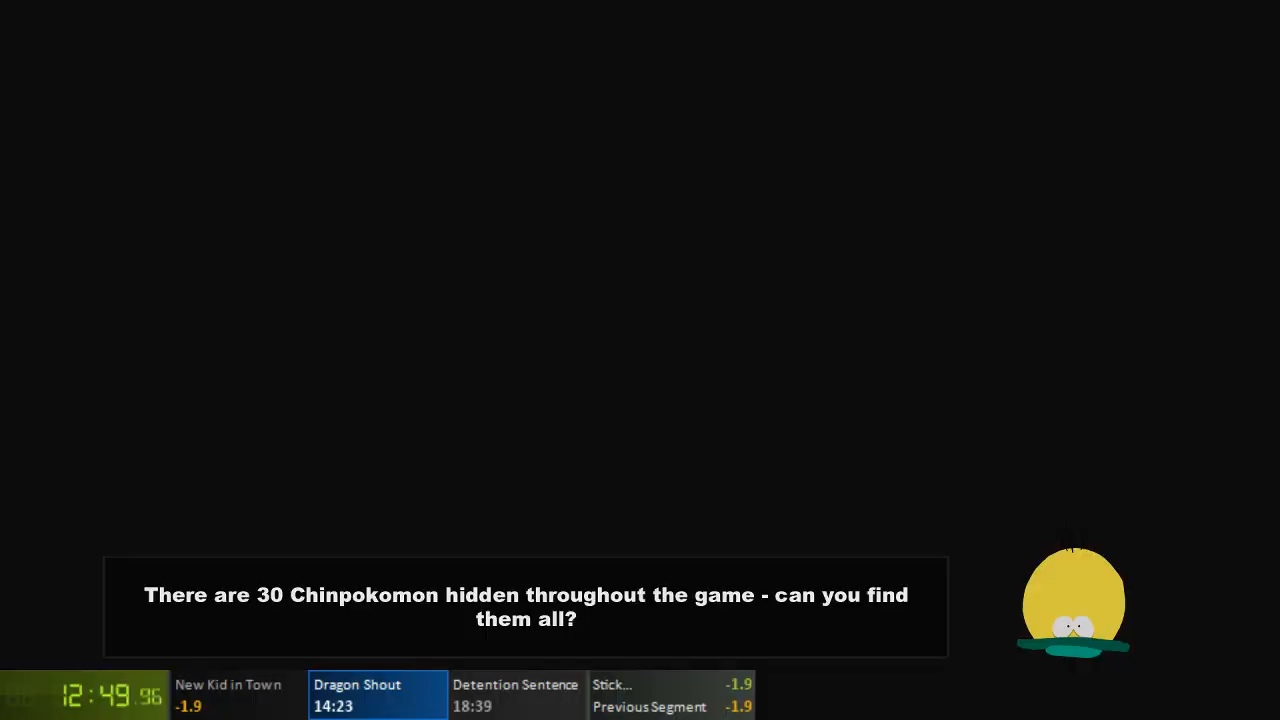 There are 30 Chinpokomon hidden throughout the game - can you find
them all?
12:49.96
New Kid in Town
-1.9
Dragon Shout
14:23
Detention Sentence
18:39
Stick... -1.9
Previous Segment -1.9